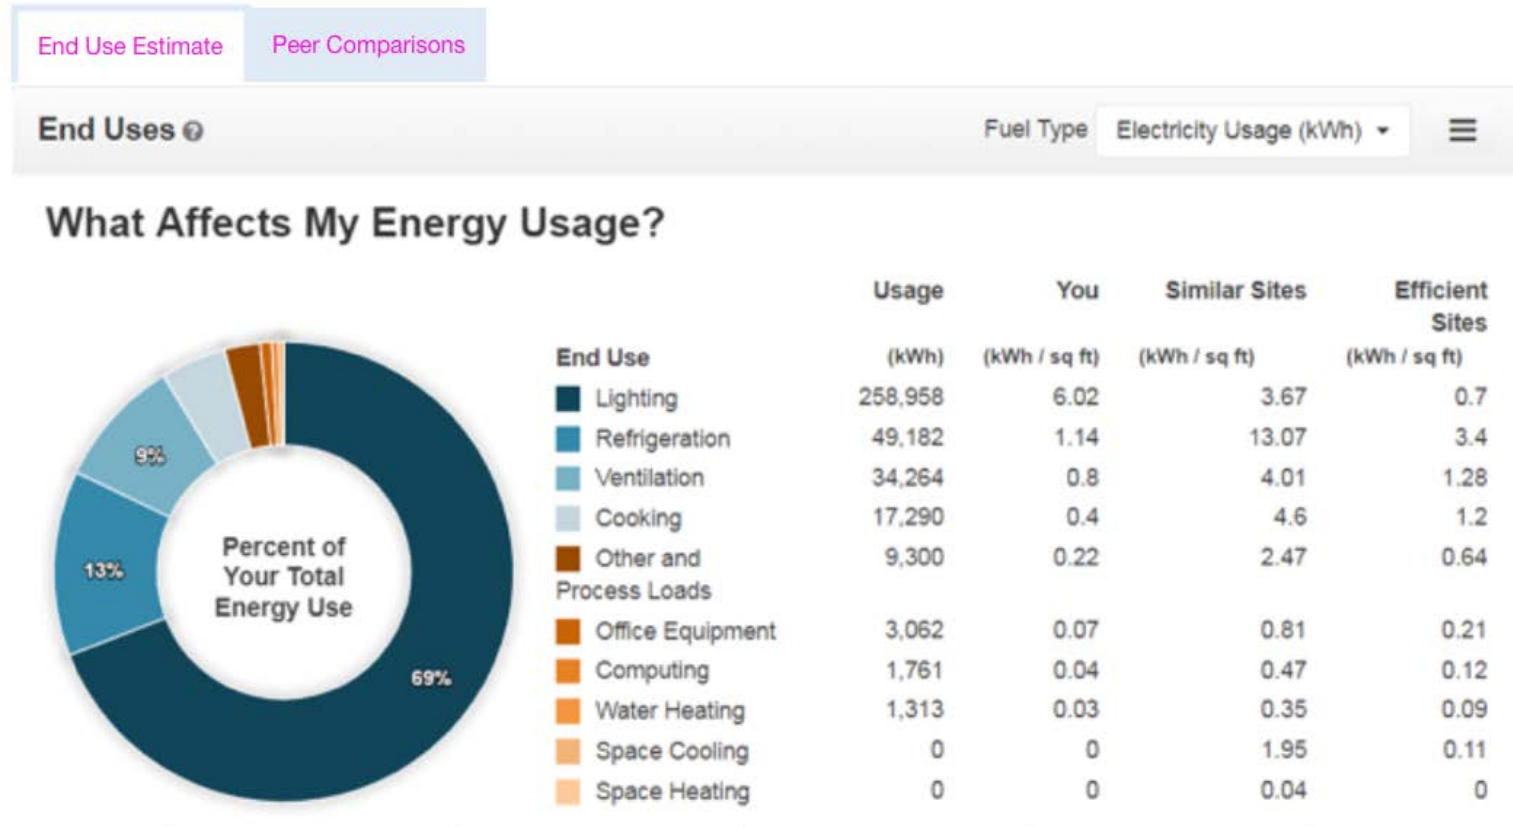 End Use Estimate Peer Comparisons
End Uses ?
Fuel Type Electricity Usage (kWh)
What Affects My Energy Usage?
Usage You Similar Sites Efficient
Sites
End Use (kWh) (kWh / sq ft) (kWh / sq ft) (kWh / sq ft)
Lighting 258,958 6.02 3.67 0.7
Refrigeration 49,182 1.14 13.07 3.4
Ventilation 34,264 0.8 4.01 1.28
Cooking 17,290 0.4 4.6 1.2
Other and 9,300 0.22 2.47 0.64
Process Loads
Office Equipment 3,062 0.07 0.81 0.21
Computing 1,761 0.04 0.47 0.12
Water Heating 1,313 0.03 0.35 0.09
Space Cooling 0 0 1.95 0.11
Space Heating 0 0 0.04 0
9%
13%
Percent of
Your Total
Energy Use
69%